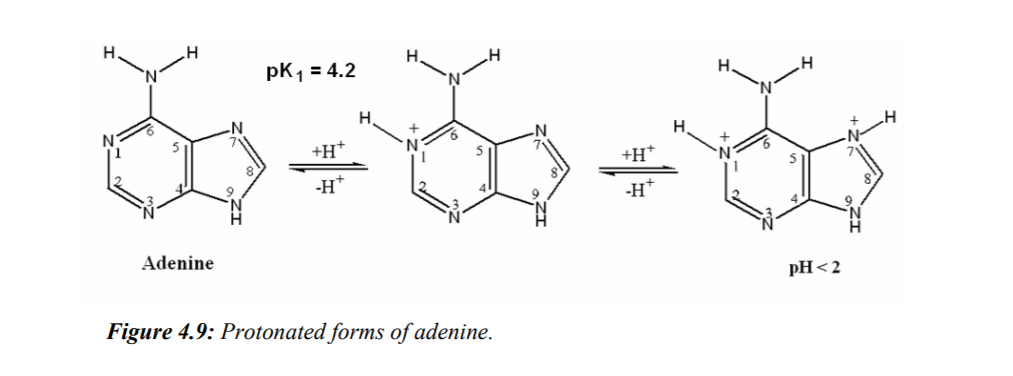 H H H H H H
N N N
pK1 = 4.2
6 6 6
H H H
N 1 5 N 7 + N 1 5 N 7 + N 1 5 + N 7
+H+ +H+
8 8 8
-H+ -H+
2 4 9 2 4 9 2 4 9
3 N N H 3 N N H 3 N N H
Adenine
pH < 2
Figure 4.9: Protonated forms of adenine.